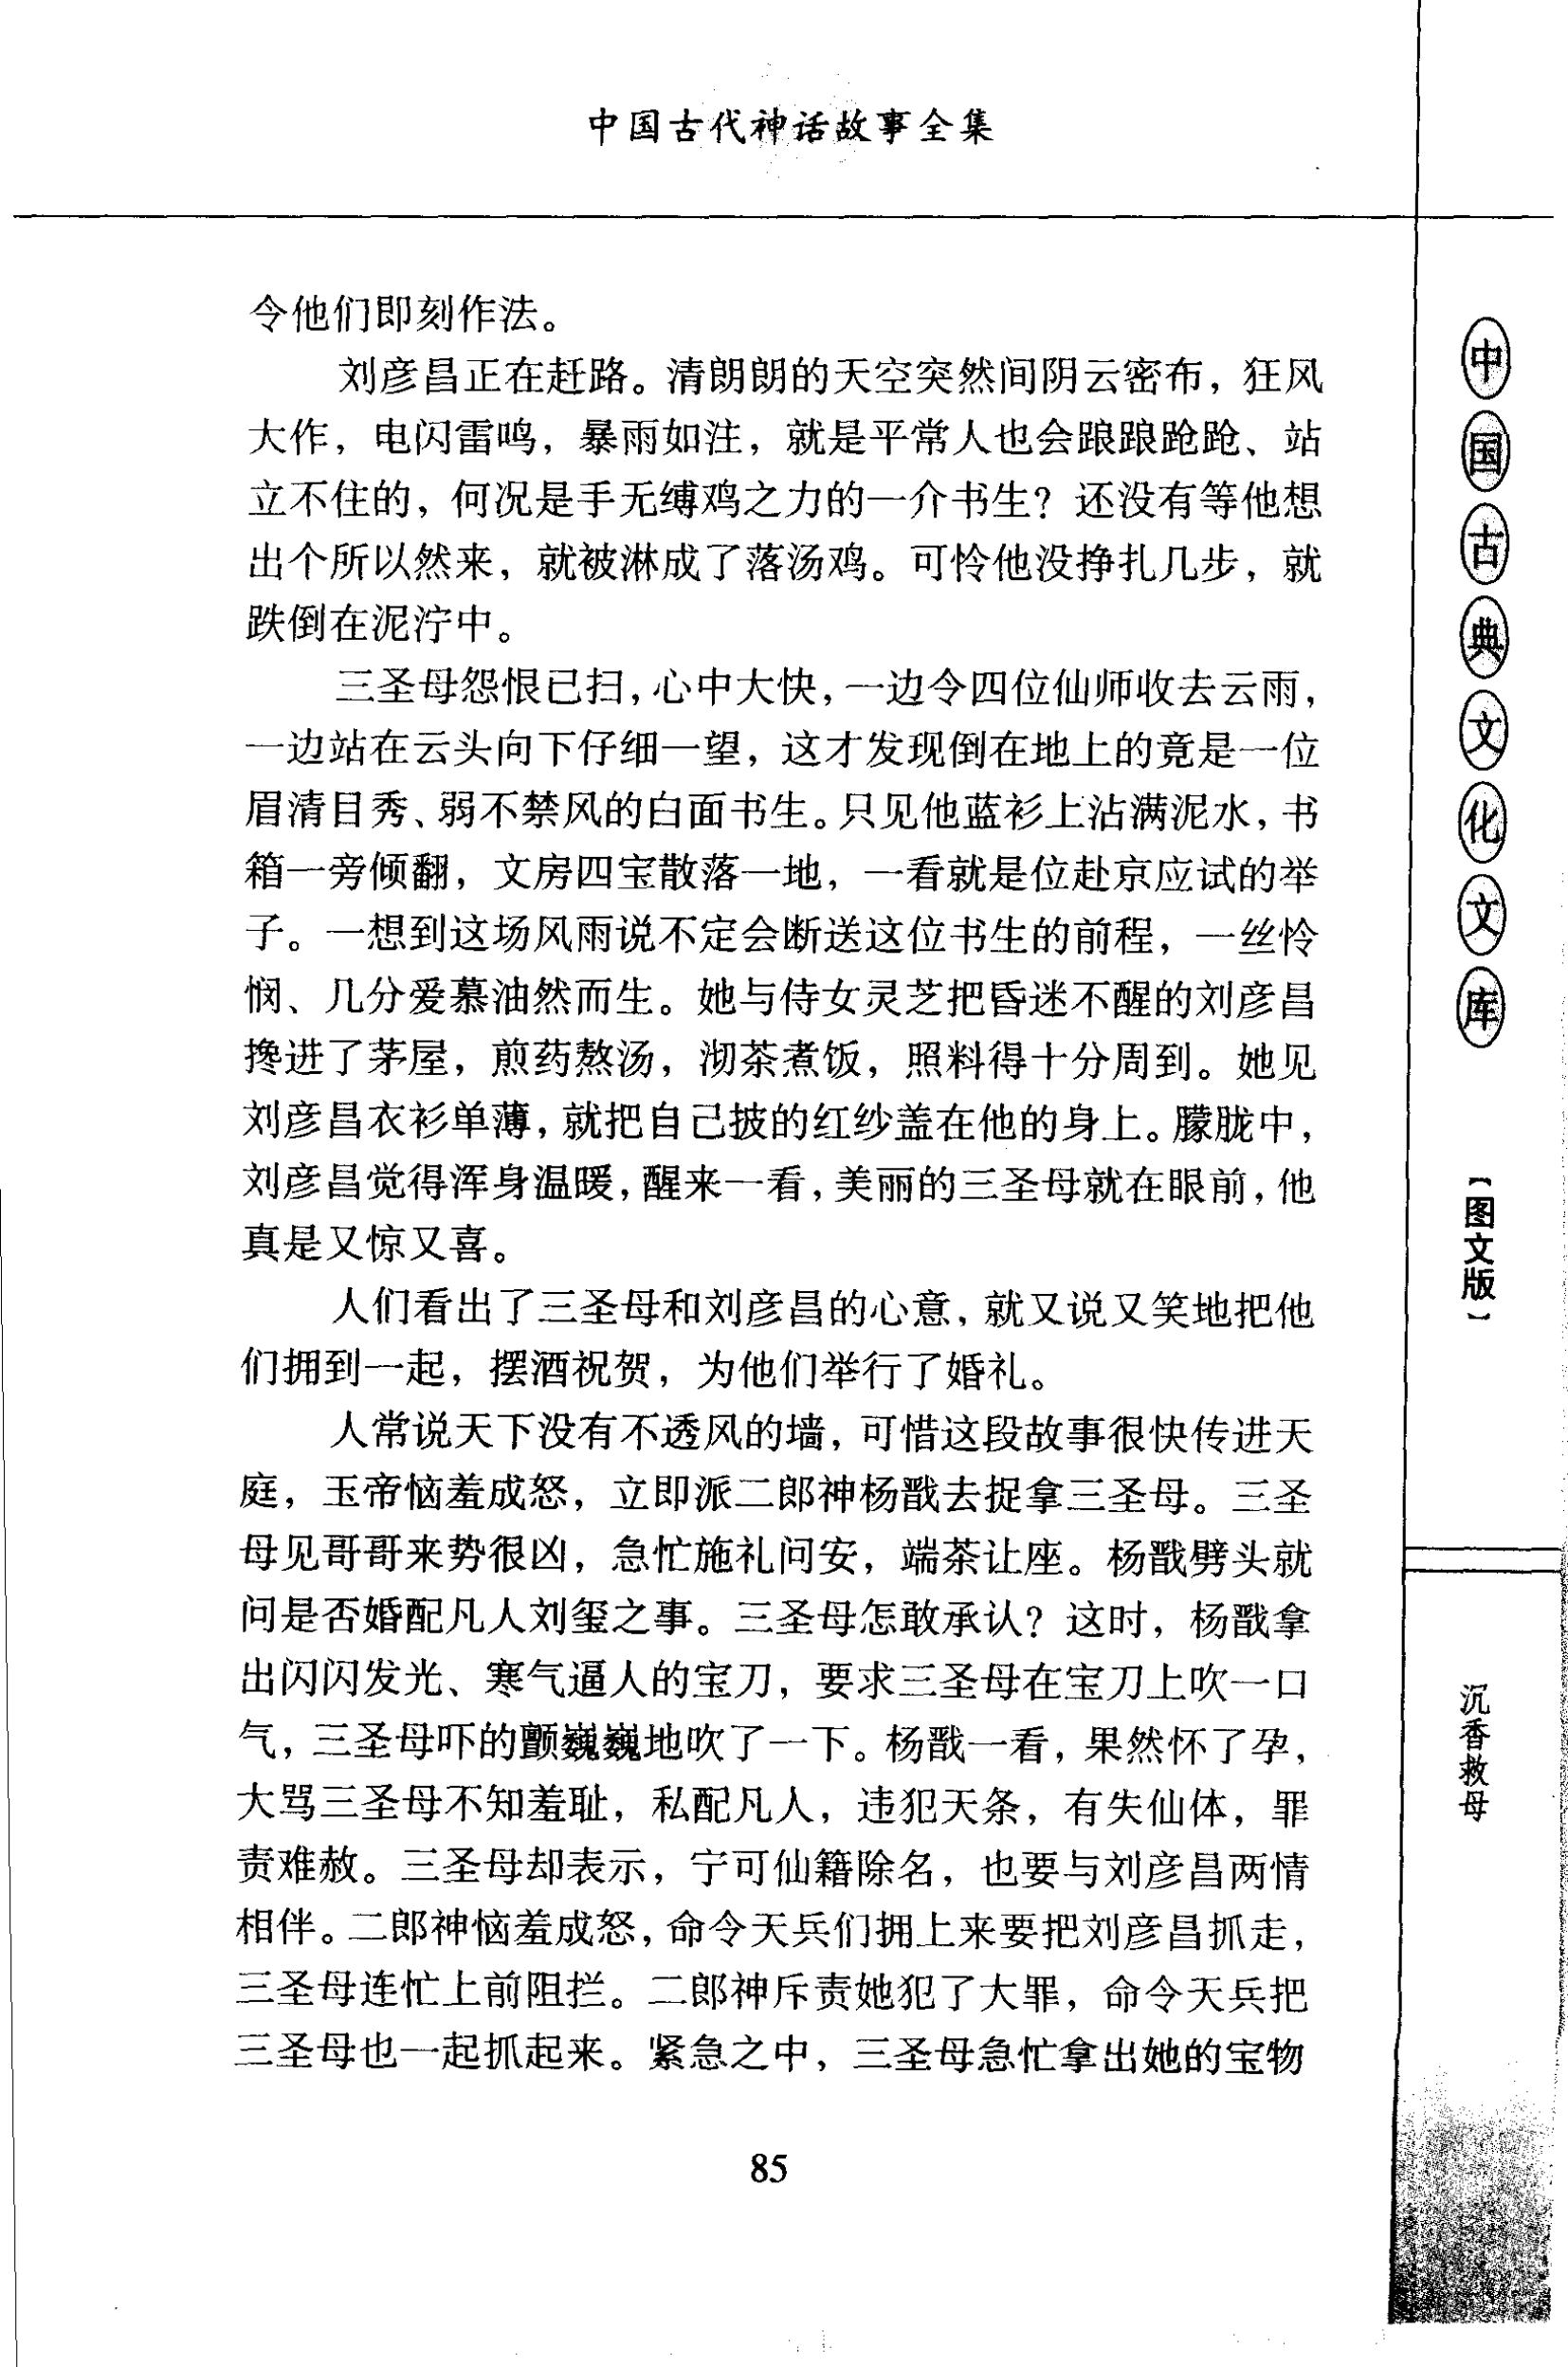 中国古代神话故事全集
令他们即刻作法。
刘彦昌正在赶路。清朗朗的天空突然间阴云密布，狂风
大作，电闪雷鸣，暴雨如注，就是平常人也会踉踉跄跄、站
立不住的，何况是手无缚鸡之力的一介书生？还没有等他想
出个所以然来，就被淋成了落汤鸡。可怜他没挣扎几步，就
跌倒在泥泞中。
三圣母怨恨已扫，心中大快，一边令四位仙师收去云雨，
一边站在云头向下仔细一望，这才发现倒在地上的竟是一位
眉清目秀、弱不禁风的白面书生。只见他蓝衫上沾满泥水，书
箱一旁倾翻，文房四宝散落一地，一看就是位赴京应试的举
子。一想到这场风雨说不定会断送这位书生的前程，一丝怜
悯、几分爱慕油然而生。她与侍女灵芝把昏迷不醒的刘彦昌
搀进了茅屋，煎药熬汤，沏茶煮饭，照料得十分周到。她见
刘彦昌衣衫单薄，就把自己披的红纱盖在他的身上。朦胧中，
刘彦昌觉得浑身温暖，醒来一看，美丽的三圣母就在眼前，他
真是又惊又喜。
人们看出了三圣母和刘彦昌的心意，就又说又笑地把他
们拥到一起，摆酒祝贺，为他们举行了婚礼。
人常说天下没有不透风的墙，可惜这段故事很快传进天
庭，玉帝恼羞成怒，立即派二郎神杨戬去捉拿三圣母。三圣
母见哥哥来势很凶，急忙施礼问安，端茶让座。杨戬劈头就
问是否婚配凡人刘玺之事。三圣母怎敢承认？这时，杨戬拿
出闪闪发光、寒气逼人的宝刀，要求三圣母在宝刀上吹一口
气，三圣母吓的颤巍巍地吹了一下。杨戬一看，果然怀了孕，
大骂三圣母不知羞耻，私配凡人，违犯天条，有失仙体，罪
责难赦。三圣母却表示，宁可仙籍除名，也要与刘彦昌两情
相伴。二郎神恼羞成怒，命令天兵们拥上来要把刘彦昌抓走，
三圣母连忙上前阻拦。二郎神斥责她犯了大罪，命令天兵把
三圣母也一起抓起来。紧急之中，三圣母急忙拿出她的宝物
85
中国古典文化文库
【图文版】
沉香救母